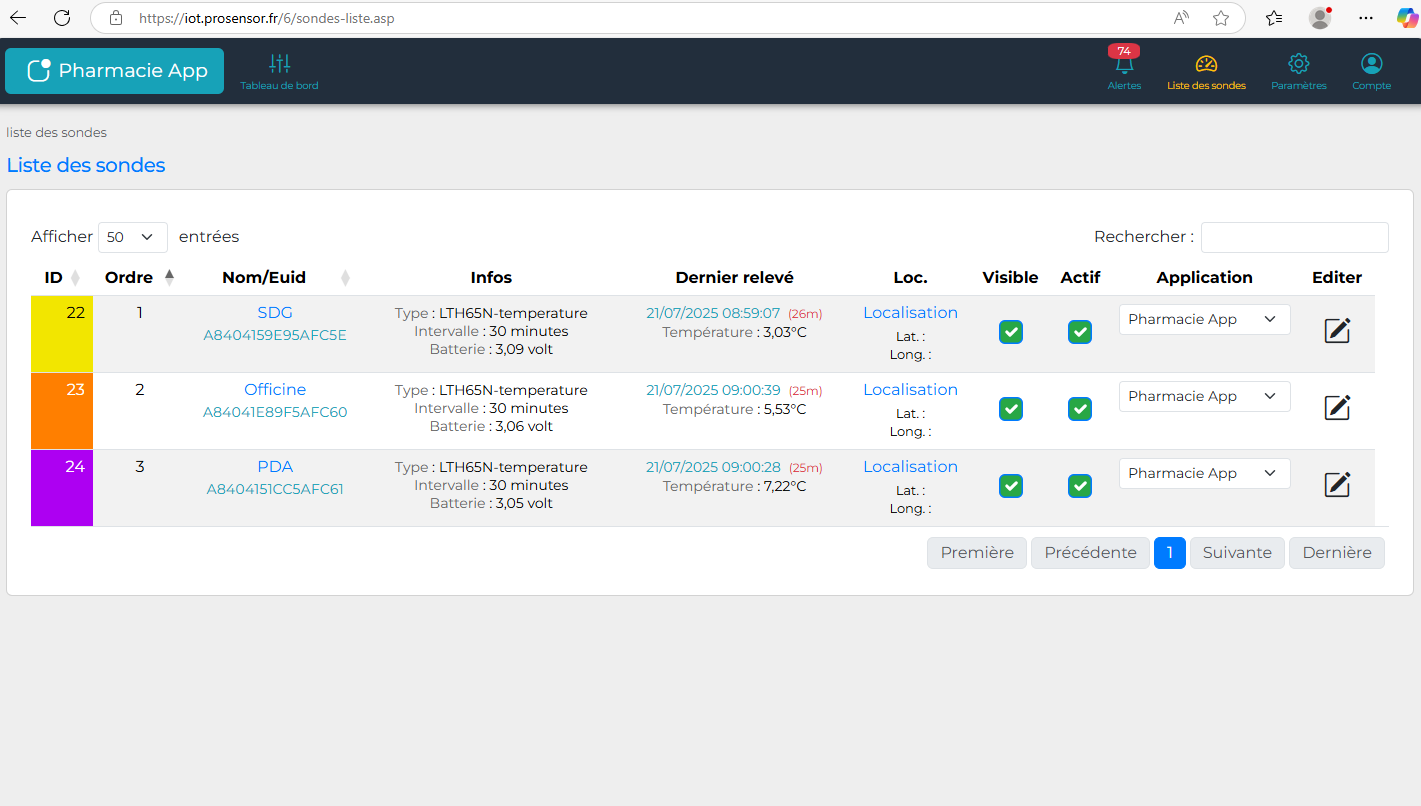 https://iot.prosensor.fr/6/sondes-liste.asp
Pharmacie App
Tableau de bord
74
Alertes
Liste des sondes
Paramètres
Compte
liste des sondes
Liste des sondes
Afficher 50 entrées
Rechercher :
ID Ordre Nom/Euid Infos Dernier relevé Loc. Visible Actif Application Editer
22 1 SDG Type : LTH65N-temperature 21/07/2025 08:59:07 (26m) Localisation Pharmacie App
A8404159E95AFC5E Intervalle : 30 minutes Température : 3,03°C Lat. :
Batterie : 3,09 volt Long. :
23 2 Officine Type : LTH65N-temperature 21/07/2025 09:00:39 (25m) Localisation Pharmacie App
A84041E89F5AFC60 Intervalle : 30 minutes Température : 5,53°C Lat. :
Batterie : 3,06 volt Long. :
24 3 PDA Type : LTH65N-temperature 21/07/2025 09:00:28 (25m) Localisation Pharmacie App
A8404151CC5AFC61 Intervalle : 30 minutes Température : 7,22°C Lat. :
Batterie : 3,05 volt Long. :
Première Précédente 1 Suivante Dernière